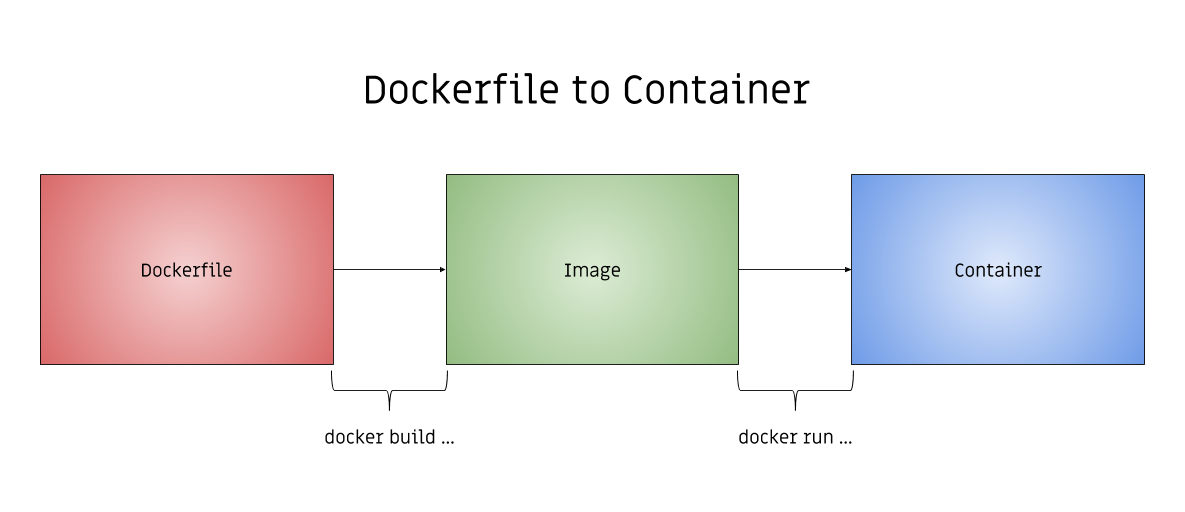 Dockerfile to Container
Dockerfile
Image
Container
docker build ...
docker run ...